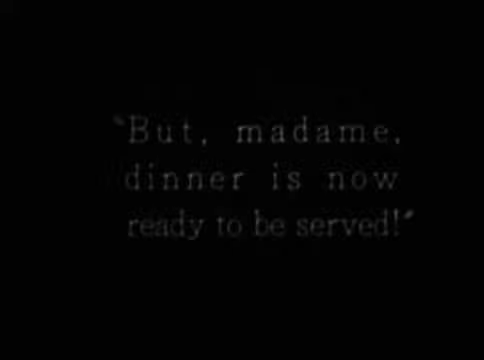 "But, madame,
dinner is now
ready to be served!"